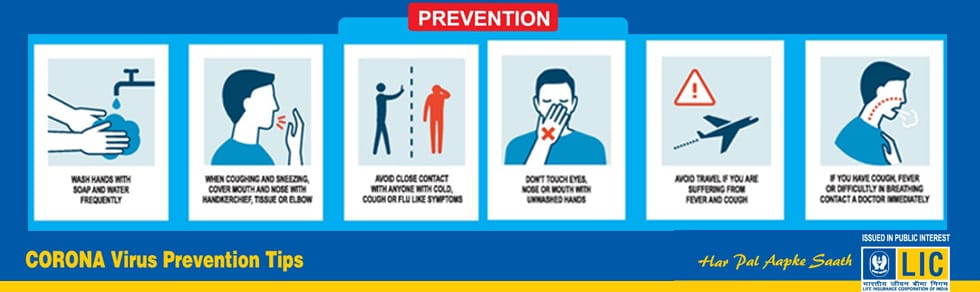 PREVENTION
WASH HANDS WITH
SOAP AND WATER
FREQUENTLY
WHEN COUGHING AND SNEEZING,
COVER MOUTH AND NOSE WITH
HANDKERCHIEF, TISSUE OR ELBOW
AVOID CLOSE CONTACT
WITH ANYONE WITH COLD,
COUGH OR FLU LIKE SYMPTOMS
DON'T TOUCH EYES,
NOSE OR MOUTH WITH
UNWASHED HANDS
AVOID TRAVEL IF YOU ARE
SUFFERING FROM
FEVER AND COUGH
IF YOU HAVE COUGH, FEVER
OR DIFFICULTLY IN BREATHING
CONTACT A DOCTOR IMMEDIATELY
CORONA Virus Prevention Tips
ISSUED IN PUBLIC INTEREST
Har Pal Aapke Saath
LIC
भारतीय जीवन बीमा निगम
LIFE INSURANCE CORPORATION OF INDIA